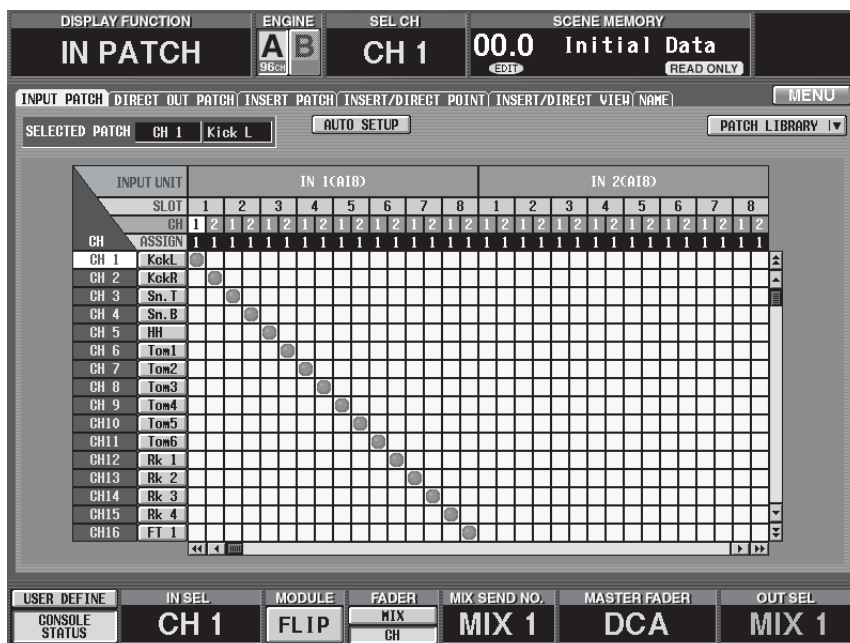 DISPLAY FUNCTION ENGINE SEL CH SCENE MEMORY
IN PATCH A B CH 1 00.0 Initial Data
96CH EDIT READ ONLY
INPUT PATCH DIRECT OUT PATCH INSERT PATCH INSERT/DIRECT POINT INSERT/DIRECT VIEW NAME MENU
SELECTED PATCH CH 1 Kick L AUTO SETUP PATCH LIBRARY
INPUT UNIT IN 1(AI8) IN 2(AI8)
SLOT 1 2 3 4 5 6 7 8 1 2 3 4 5 6 7 8
CH 1 2 1 2 1 2 1 2 1 2 1 2 1 2 1 2 1 2 1 2 1 2 1 2 1 2 1 2 1 2 1 2
CH ASSIGN 1 1 1 1 1 1 1 1 1 1 1 1 1 1 1 1 1 1 1 1 1 1 1 1 1 1 1 1 1 1 1 1
CH 1 KckL
CH 2 KckR
CH 3 Sn.T
CH 4 Sn.B
CH 5 HH
CH 6 Tom1
CH 7 Tom2
CH 8 Tom3
CH 9 Tom4
CH10 Tom5
CH11 Tom6
CH12 Rk 1
CH13 Rk 2
CH14 Rk 3
CH15 Rk 4
CH16 FT 1
USER DEFINE IN SEL MODULE FADER MIX SEND NO. MASTER FADER OUT SEL
CONSOLE STATUS CH 1 FLIP MIX CH MIX 1 DCA MIX 1